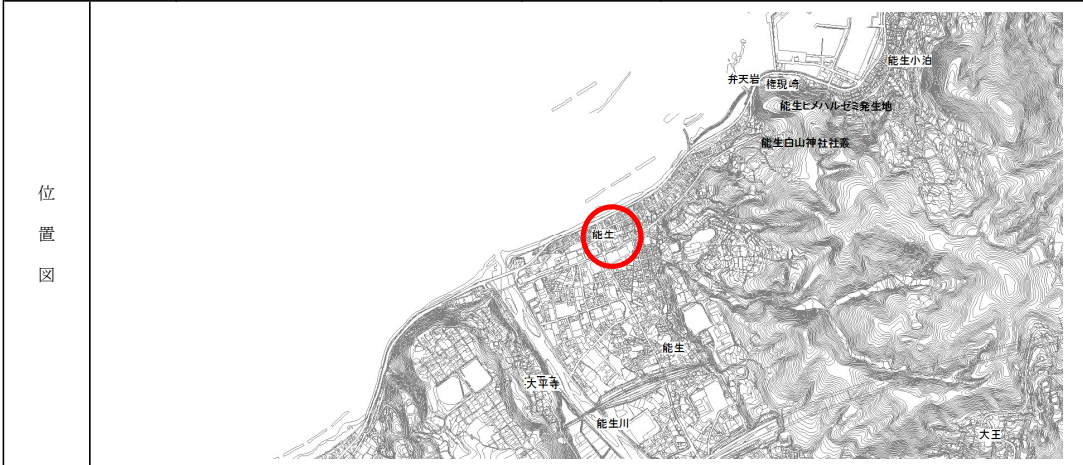 位置図
能生小泊
弁天岩
権現崎
能生ヒメハルゼミ発生地
能生白山神社社叢
能生
能生
大平寺
能生川
大王